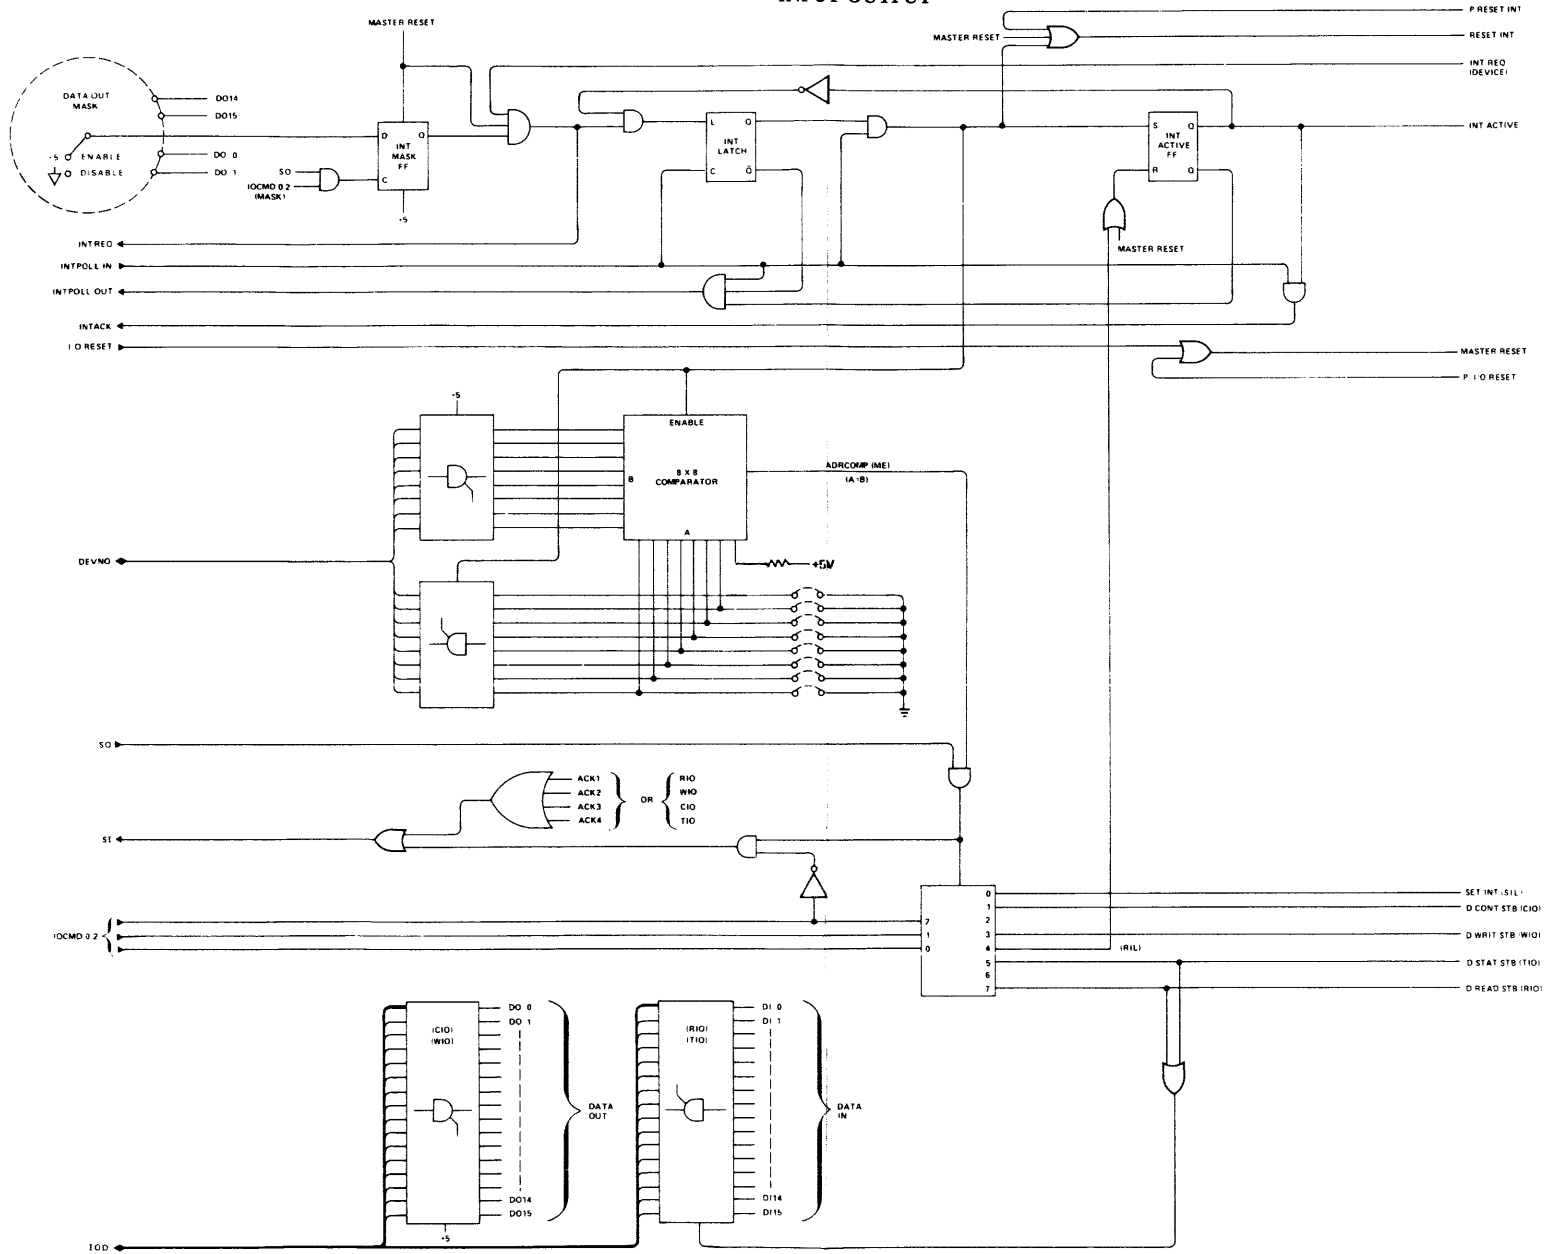 MASTER RESET
P RESET INT
MASTER RESET
RESET INT
INT REQ
(DEVICE)
DATA OUT
MASK
DO14
DO15
D
Q
INT
MASK
FF
C
+5
ENABLE
DISABLE
DO 0
DO 1
SO
IOCMD 0 2
(MASK)
+5
L
Q
INT
LATCH
C
Q
S
Q
INT
ACTIVE
FF
R
Q
INT ACTIVE
MASTER RESET
INTREQ
INTPOLL IN
INTPOLL OUT
INTACK
I O RESET
MASTER RESET
P I/O RESET
+5
ENABLE
B
8 X 8
COMPARATOR
A
ADRCOMP (ME)
+5V
DEVNO
SO
ACK1
ACK2
ACK3
ACK4
OR
RIO
WIO
CIO
TIO
SI
IOCMD 0 2
7
1
0
0
1
2
3
4
5
6
7
(RIL)
SET INT (SIL)
D CONT STB (CIO)
D WRIT STB (WIO)
D STAT STB (TIO)
D READ STB (RIO)
(CIO)
(WIO)
DO 0
DO 1
DO14
DO15
DATA
OUT
+5
(RIO)
(TIO)
DI 0
DI 1
DI14
DI15
DATA
IN
IOD